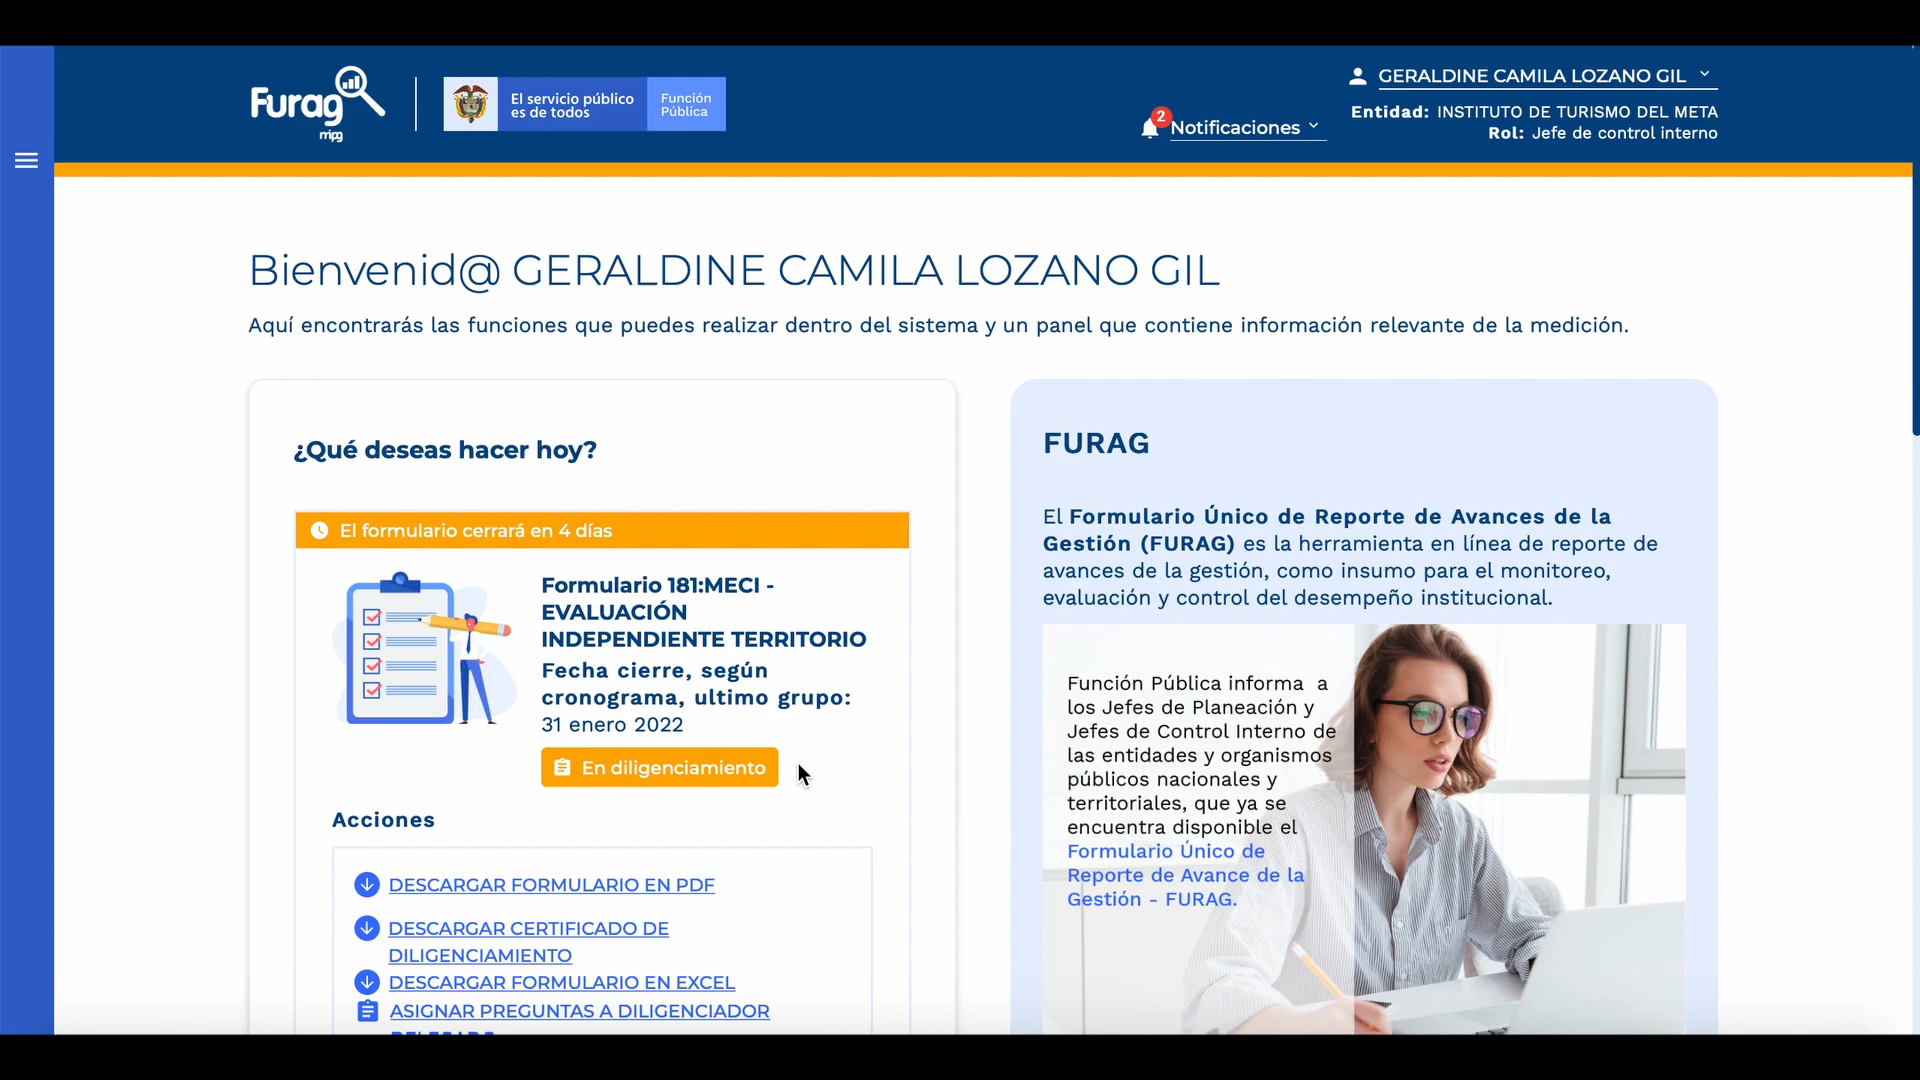 Furag
mipg
El servicio público
es de todos
Función
Pública
2
Notificaciones
GERALDINE CAMILA LOZANO GIL
Entidad: INSTITUTO DE TURISMO DEL META
Rol: Jefe de control interno
Bienvenid@ GERALDINE CAMILA LOZANO GIL
Aquí encontrarás las funciones que puedes realizar dentro del sistema y un panel que contiene información relevante de la medición.
¿Qué deseas hacer hoy?
El formulario cerrará en 4 días
Formulario 181:MECI -
EVALUACIÓN
INDEPENDIENTE TERRITORIO
Fecha cierre, según
cronograma, ultimo grupo:
31 enero 2022
En diligenciamiento
Acciones
DESCARGAR FORMULARIO EN PDF
DESCARGAR CERTIFICADO DE
DILIGENCIAMIENTO
DESCARGAR FORMULARIO EN EXCEL
ASIGNAR PREGUNTAS A DILIGENCIADOR
FURAG
El Formulario Único de Reporte de Avances de la
Gestión (FURAG) es la herramienta en línea de reporte de
avances de la gestión, como insumo para el monitoreo,
evaluación y control del desempeño institucional.
Función Pública informa a
los Jefes de Planeación y
Jefes de Control Interno de
las entidades y organismos
públicos nacionales y
territoriales, que ya se
encuentra disponible el
Formulario Único de
Reporte de Avance de la
Gestión - FURAG.